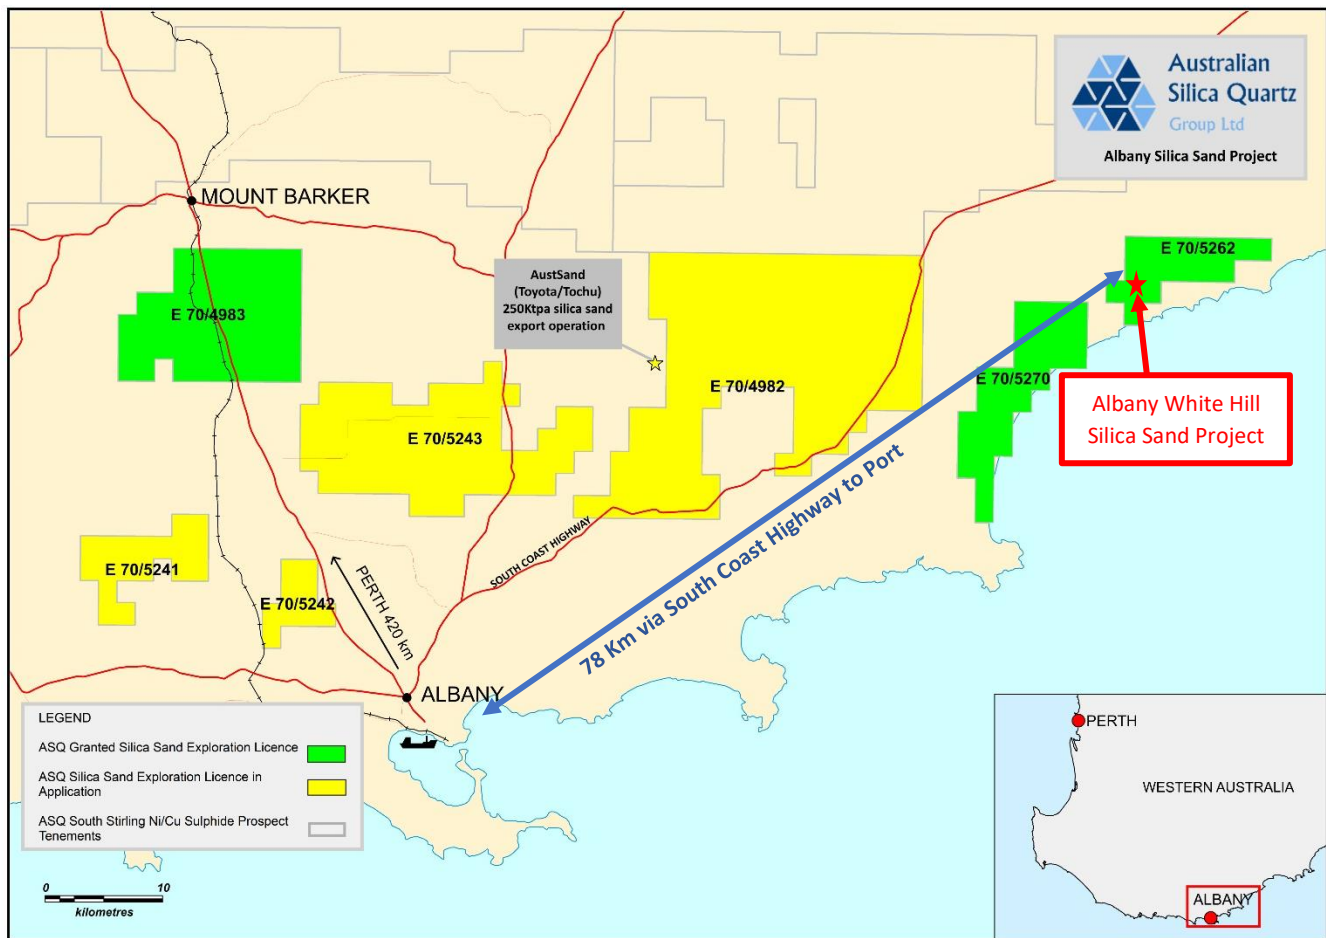 Australian
Silica Quartz
Group Ltd
Albany Silica Sand Project
MOUNT BARKER
E 70/5262
AustSand
(Toyota/Tochu)
250Ktpa silica sand
export operation
E 70/4983
E 70/4982
E 70/5270
Albany White Hill
Silica Sand Project
E 70/5243
78 Km via South Coast Highway to Port
SOUTH COAST HIGHWAY
E 70/5241
E 70/5242
PERTH 420 km
ALBANY
LEGEND
ASQ Granted Silica Sand Exploration Licence
ASQ Silica Sand Exploration Licence in
Application
ASQ South Stirling Ni/Cu Sulphide Prospect
Tenements
0 10
kilometres
PERTH
WESTERN AUSTRALIA
ALBANY